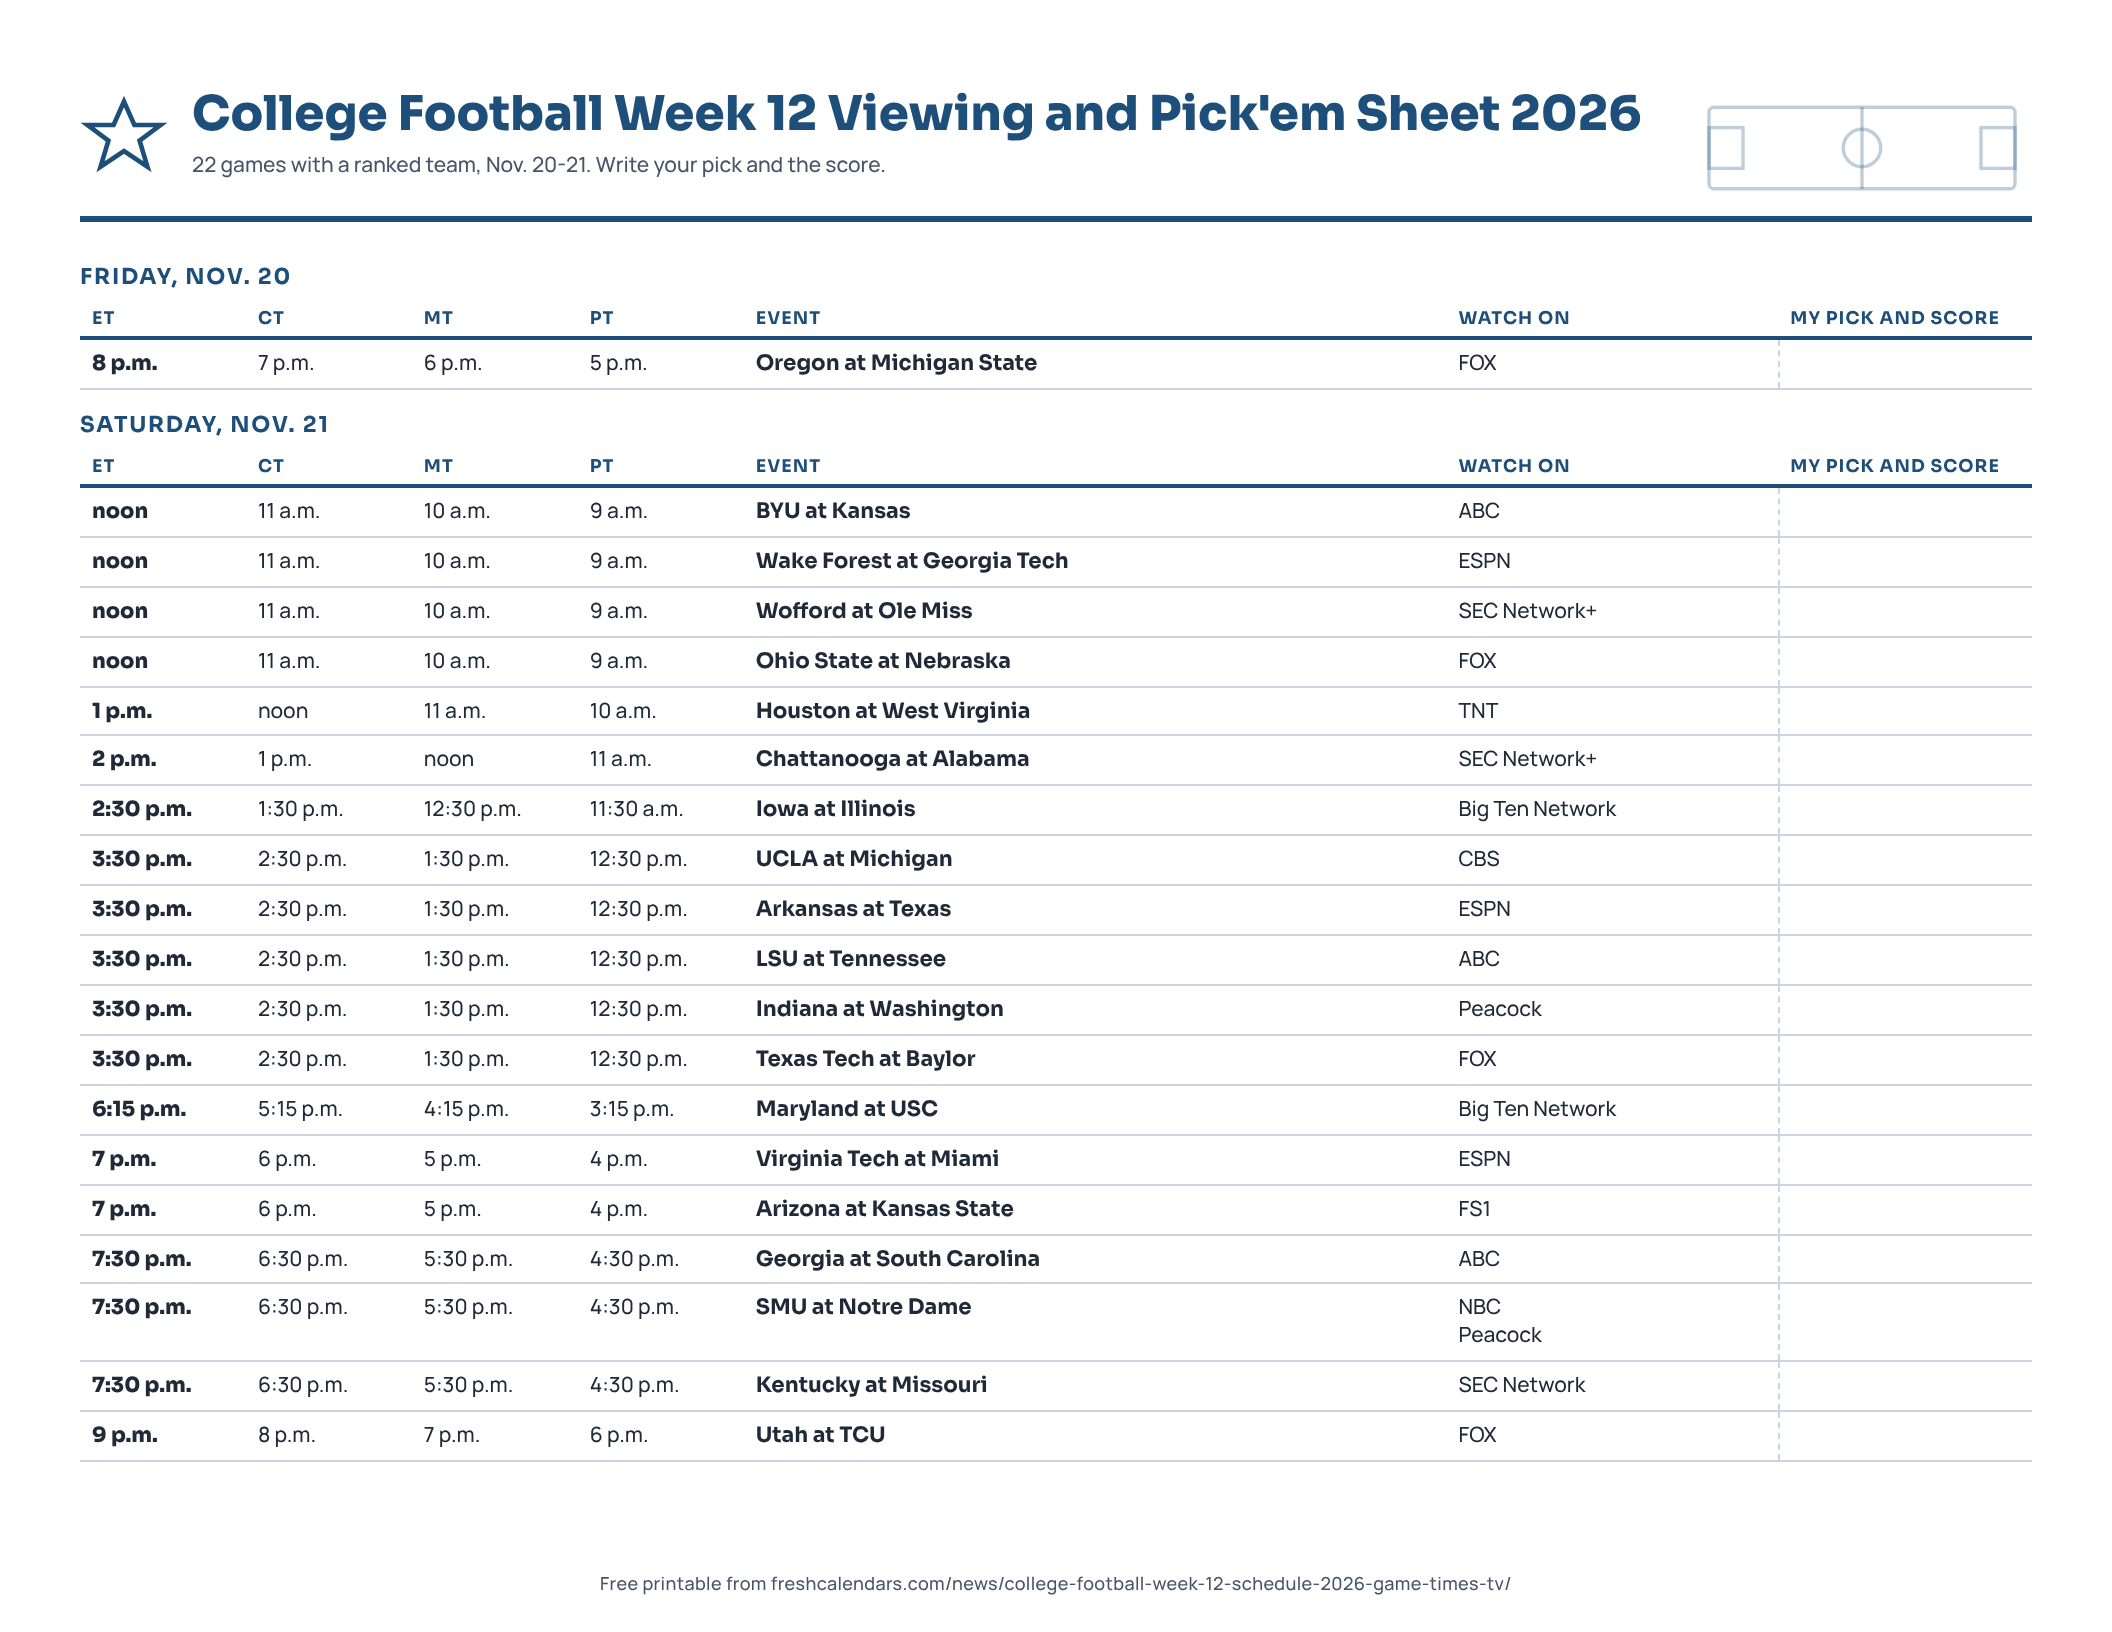 College Football Week 12 Viewing and Pick'em Sheet 2026
22 games with a ranked team, Nov. 20-21. Write your pick and the score.
FRIDAY, NOV. 20
ET CT MT PT EVENT WATCH ON MY PICK AND SCORE
8 p.m. 7 p.m. 6 p.m. 5 p.m. Oregon at Michigan State FOX
SATURDAY, NOV. 21
ET CT MT PT EVENT WATCH ON MY PICK AND SCORE
noon 11 a.m. 10 a.m. 9 a.m. BYU at Kansas ABC
noon 11 a.m. 10 a.m. 9 a.m. Wake Forest at Georgia Tech ESPN
noon 11 a.m. 10 a.m. 9 a.m. Wofford at Ole Miss SEC Network+
noon 11 a.m. 10 a.m. 9 a.m. Ohio State at Nebraska FOX
1 p.m. noon 11 a.m. 10 a.m. Houston at West Virginia TNT
2 p.m. 1 p.m. noon 11 a.m. Chattanooga at Alabama SEC Network+
2:30 p.m. 1:30 p.m. 12:30 p.m. 11:30 a.m. Iowa at Illinois Big Ten Network
3:30 p.m. 2:30 p.m. 1:30 p.m. 12:30 p.m. UCLA at Michigan CBS
3:30 p.m. 2:30 p.m. 1:30 p.m. 12:30 p.m. Arkansas at Texas ESPN
3:30 p.m. 2:30 p.m. 1:30 p.m. 12:30 p.m. LSU at Tennessee ABC
3:30 p.m. 2:30 p.m. 1:30 p.m. 12:30 p.m. Indiana at Washington Peacock
3:30 p.m. 2:30 p.m. 1:30 p.m. 12:30 p.m. Texas Tech at Baylor FOX
6:15 p.m. 5:15 p.m. 4:15 p.m. 3:15 p.m. Maryland at USC Big Ten Network
7 p.m. 6 p.m. 5 p.m. 4 p.m. Virginia Tech at Miami ESPN
7 p.m. 6 p.m. 5 p.m. 4 p.m. Arizona at Kansas State FS1
7:30 p.m. 6:30 p.m. 5:30 p.m. 4:30 p.m. Georgia at South Carolina ABC
7:30 p.m. 6:30 p.m. 5:30 p.m. 4:30 p.m. SMU at Notre Dame NBC
Peacock
7:30 p.m. 6:30 p.m. 5:30 p.m. 4:30 p.m. Kentucky at Missouri SEC Network
9 p.m. 8 p.m. 7 p.m. 6 p.m. Utah at TCU FOX
Free printable from freshcalendars.com/news/college-football-week-12-schedule-2026-game-times-tv/